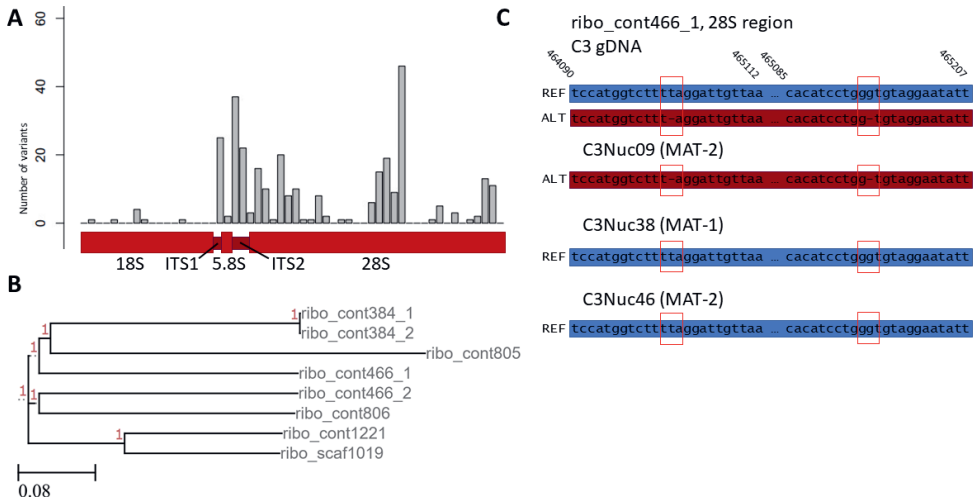 A
60
40
20
0
Number of variants
18S ITS1 5.8S ITS2 28S
B
1 ribo_cont384_1
ribo_cont384_2
1
ribo_cont805
1
ribo_cont466_1
1 1 ribo_cont466_2
ribo_cont806
1 ribo_cont1221
ribo_scaf1019
0.08
C
ribo_cont466_1, 28S region
C3 gDNA
464090 465112 465085 465207
REF tccatggtcttttaggattgttaa ... cacatcctgggtgtaggaatatt
ALT tccatggtcttt-aggattgttaa ... cacatcctgg-tgtaggaatatt
C3Nuc09 (MAT-2)
ALT tccatggtcttt-aggattgttaa ... cacatcctgg-tgtaggaatatt
C3Nuc38 (MAT-1)
REF tccatggtcttttaggattgttaa ... cacatcctgggtgtaggaatatt
C3Nuc46 (MAT-2)
REF tccatggtcttttaggattgttaa ... cacatcctgggtgtaggaatatt